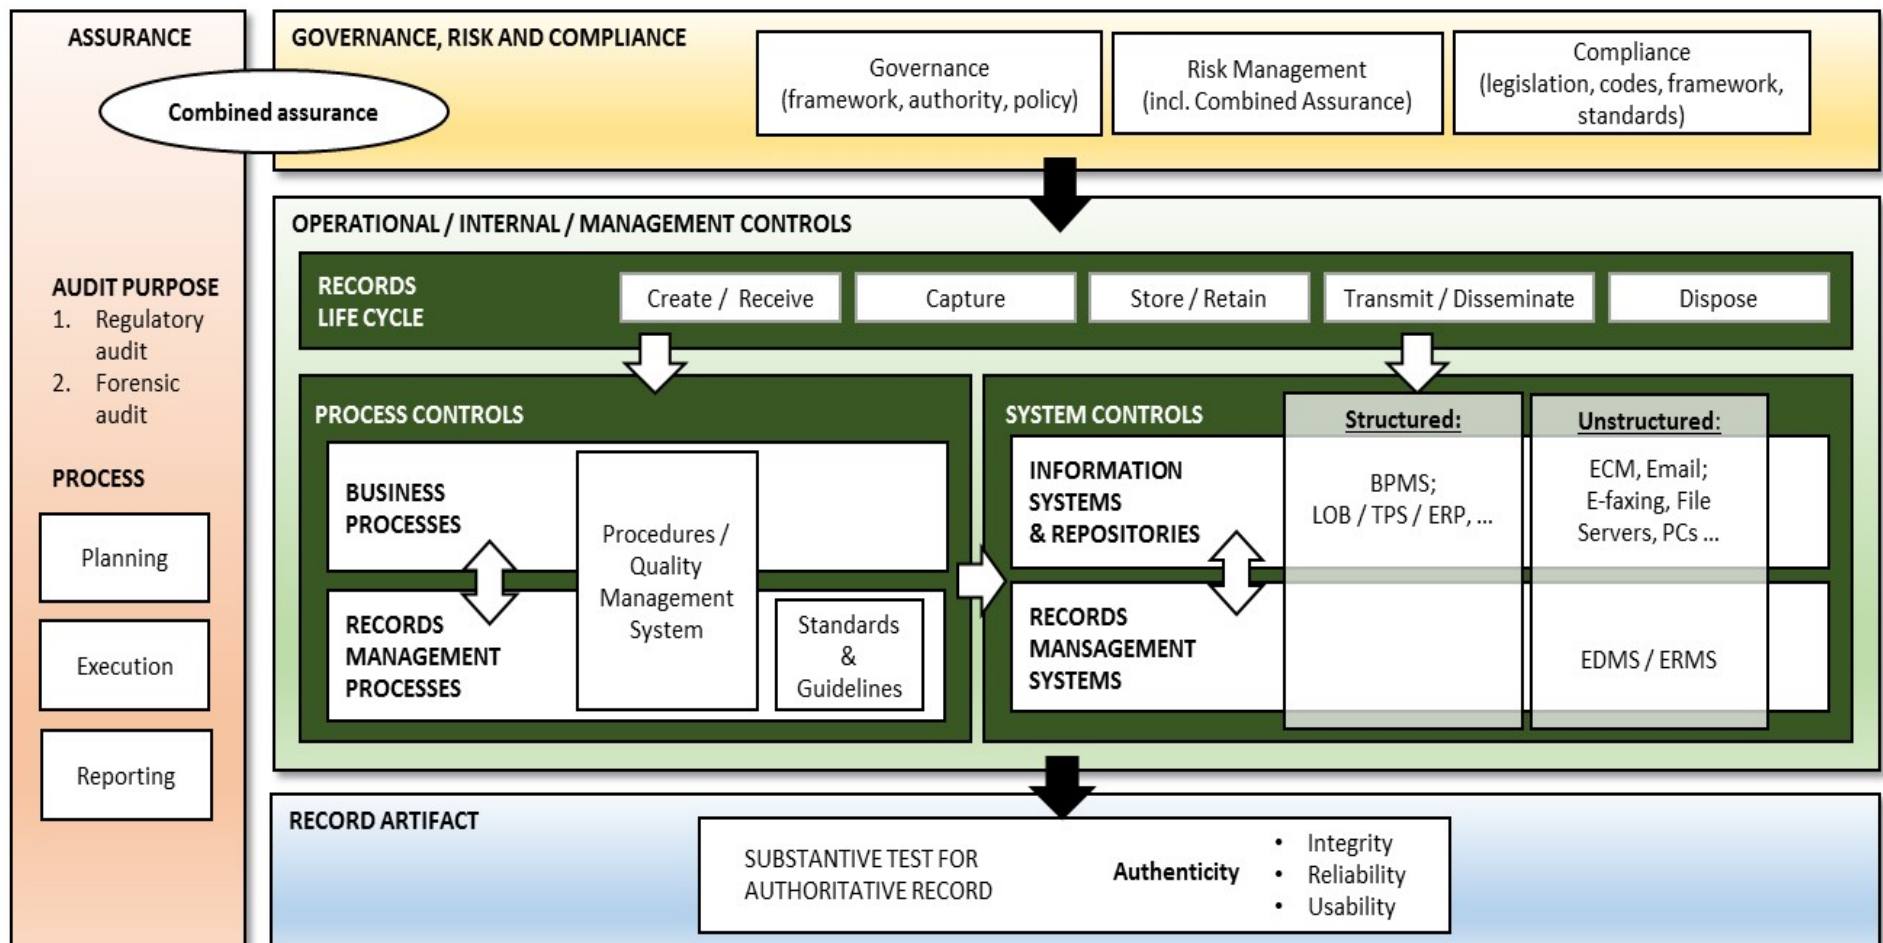 ASSURANCE
Combined assurance
AUDIT PURPOSE
1. Regulatory
audit
2. Forensic
audit
PROCESS
Planning
Execution
Reporting
GOVERNANCE, RISK AND COMPLIANCE
Governance
(framework, authority, policy)
Risk Management
(incl. Combined Assurance)
Compliance
(legislation, codes, framework,
standards)
OPERATIONAL / INTERNAL / MANAGEMENT CONTROLS
RECORDS
LIFE CYCLE
Create / Receive
Capture
Store / Retain
Transmit / Disseminate
Dispose
PROCESS CONTROLS
BUSINESS
PROCESSES
RECORDS
MANAGEMENT
PROCESSES
Procedures /
Quality
Management
System
Standards
&
Guidelines
SYSTEM CONTROLS
INFORMATION
SYSTEMS
& REPOSITORIES
RECORDS
MANSAGEMENT
SYSTEMS
Structured:
BPMS;
LOB / TPS / ERP, ...
Unstructured:
ECM, Email;
E-faxing, File
Servers, PCs ...
EDMS / ERMS
RECORD ARTIFACT
SUBSTANTIVE TEST FOR
AUTHORITATIVE RECORD
Authenticity
• Integrity
• Reliability
• Usability